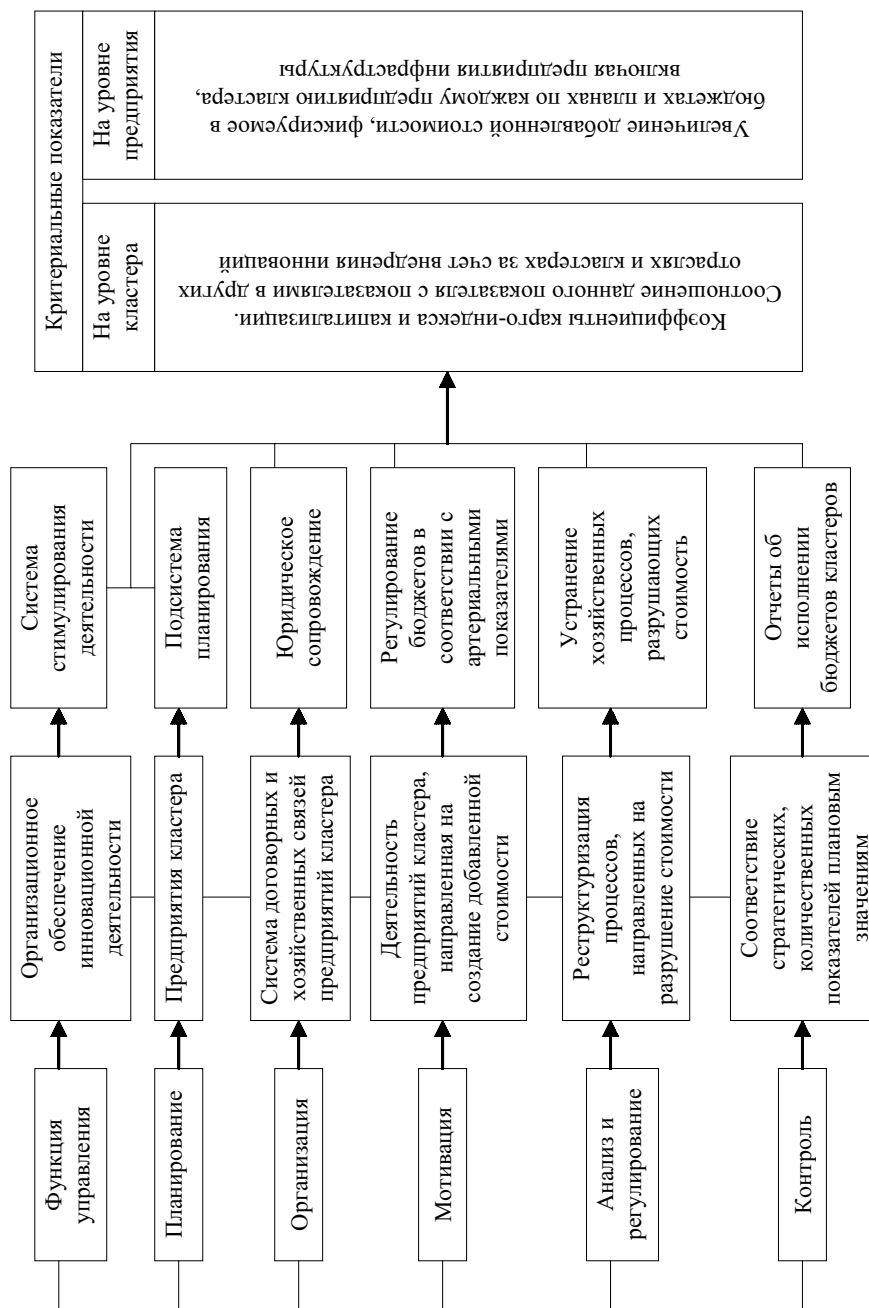 Функция
управления
Планирование
Организация
Мотивация
Анализ и
регулирование
Контроль
Организационное
обеспечение
инновационной
деятельности
Предприятия кластера
Система договорных и
хозяйственных связей
предприятий кластера
Деятельность
предприятий кластера,
направленная на
создание добавленной
стоимости
Реструктуризация
процессов,
направленных на
разрушение стоимости
Соответствие
стратегических,
количественных
показателей плановым
значениям
Система
стимулирования
деятельности
Подсистема
планирования
Юридическое
сопровождение
Регулирование
бюджетов в
соответствии с
артериальными
показателями
Устранение
хозяйственных
процессов,
разрушающих
стоимость
Отчеты об
исполнении
бюджетов кластеров
Критериальные показатели
На уровне
кластера
Коэффициенты карго-индекса и капитализации.
Соотношение данного показателя с показателями в других
отраслях и кластерах за счет внедрения инноваций
На уровне
предприятия
Увеличение добавленной стоимости, фиксируемое в
бюджетах и планах по каждому предприятию кластера,
включая предприятия инфраструктуры